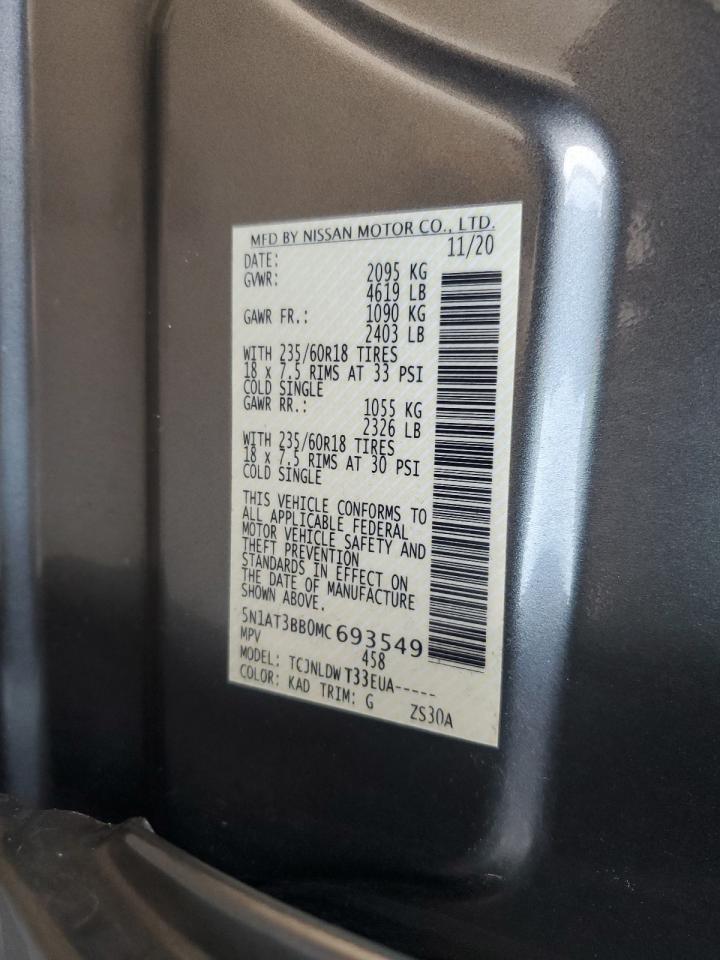 MFD BY NISSAN MOTOR CO., LTD.
DATE: 11/20
GVWR: 2095 KG
4619 LB
GAWR FR.: 1090 KG
2403 LB
WITH 235/60R18 TIRES
18 x 7.5 RIMS AT 33 PSI
COLD SINGLE
GAWR RR.: 1055 KG
2326 LB
WITH 235/60R18 TIRES
18 x 7.5 RIMS AT 30 PSI
COLD SINGLE
THIS VEHICLE CONFORMS TO
ALL APPLICABLE FEDERAL
MOTOR VEHICLE SAFETY AND
THEFT PREVENTION
STANDARDS IN EFFECT ON
THE DATE OF MANUFACTURE
SHOWN ABOVE.
5N1AT3BB0MC693549
MPV 458
MODEL: TCJNLDWT33EUA-----
COLOR: KAD TRIM: G ZS30A